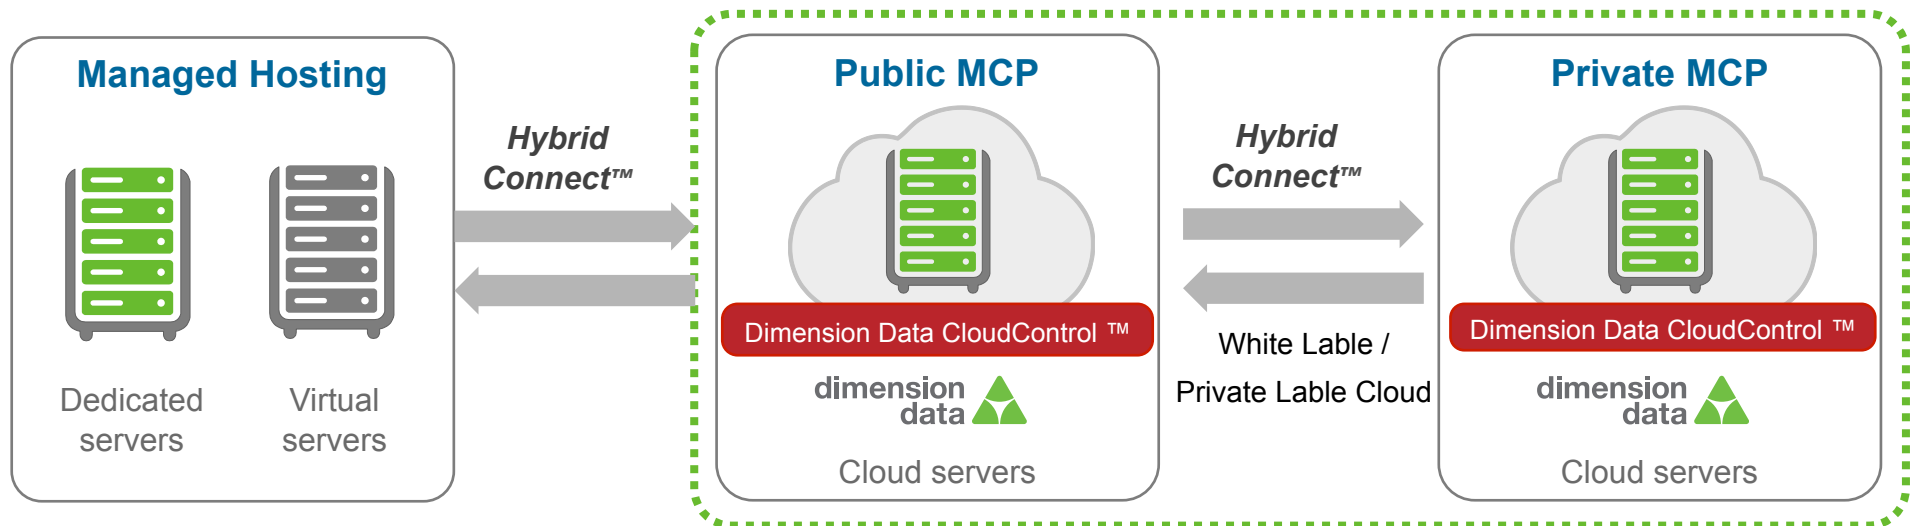 Managed Hosting
Dedicated
servers
Virtual
servers
Hybrid
Connect™
Public MCP
Dimension Data CloudControl ™
dimension
data
Cloud servers
Hybrid
Connect™
White Lable /
Private Lable Cloud
Private MCP
Dimension Data CloudControl ™
dimension
data
Cloud servers